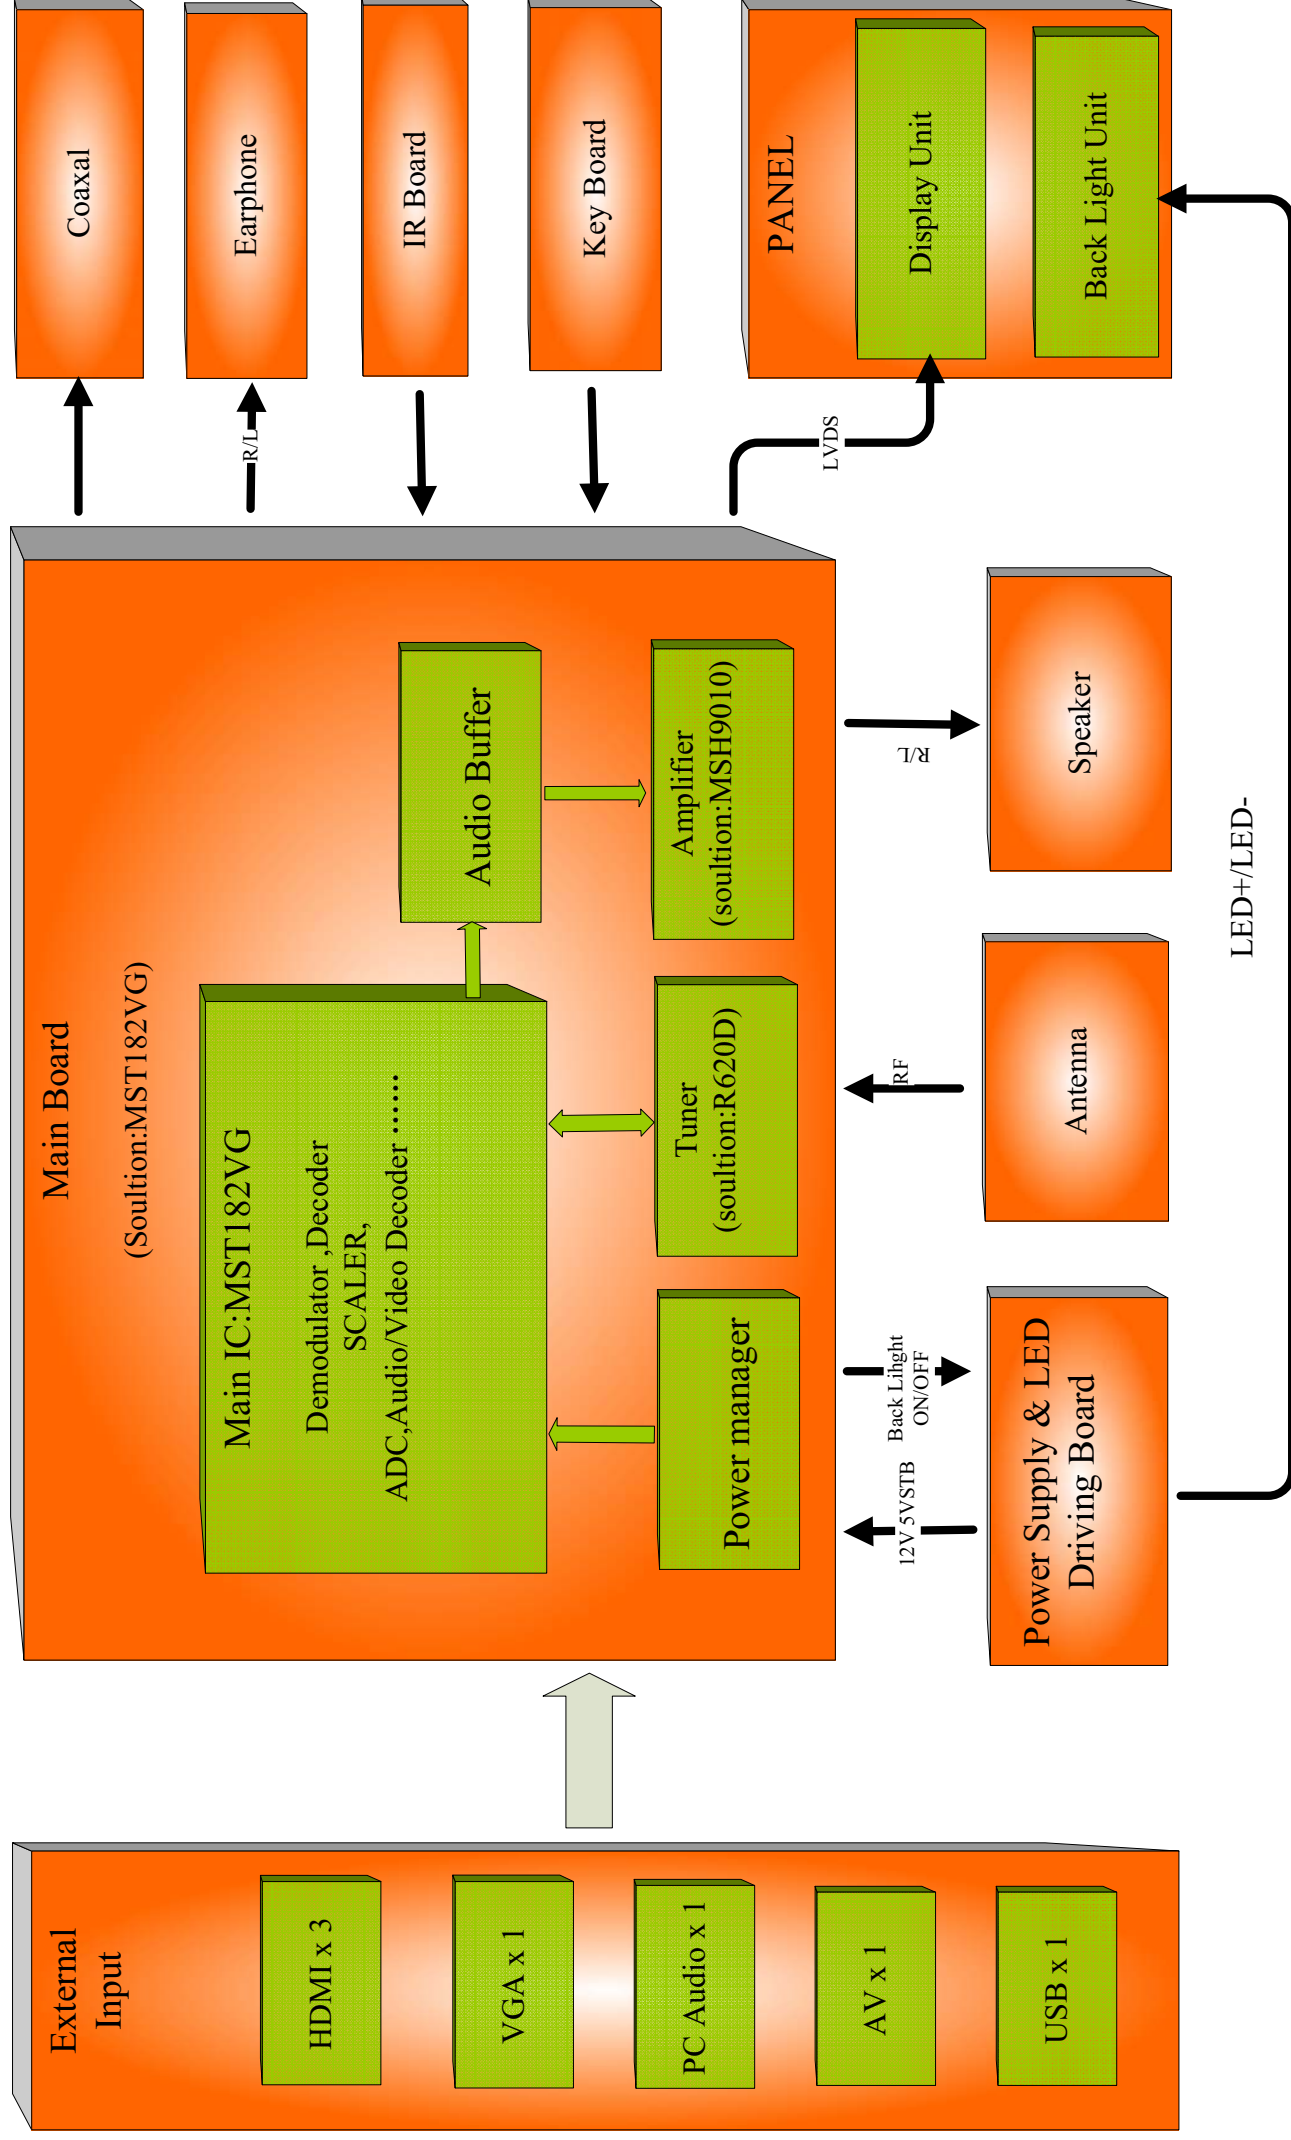 External
Input
HDMI x 3
VGA x 1
PC Audio x 1
AV x 1
USB x 1
Main Board
(Soultion:MST182VG)
Main IC:MST182VG
Demodulator ,Decoder
SCALER,
ADC,Audio/Video Decoder ......
Audio Buffer
Power manager
Tuner
(soultion:R620D)
Amplifier
(soultion:MSH9010)
12V 5VSTB
Back Lihght
ON/OFF
RF
R/L
Power Supply & LED
Driving Board
Antenna
Speaker
LED+/LED-
Coaxal
R/L
Earphone
IR Board
Key Board
LVDS
PANEL
Display Unit
Back Light Unit